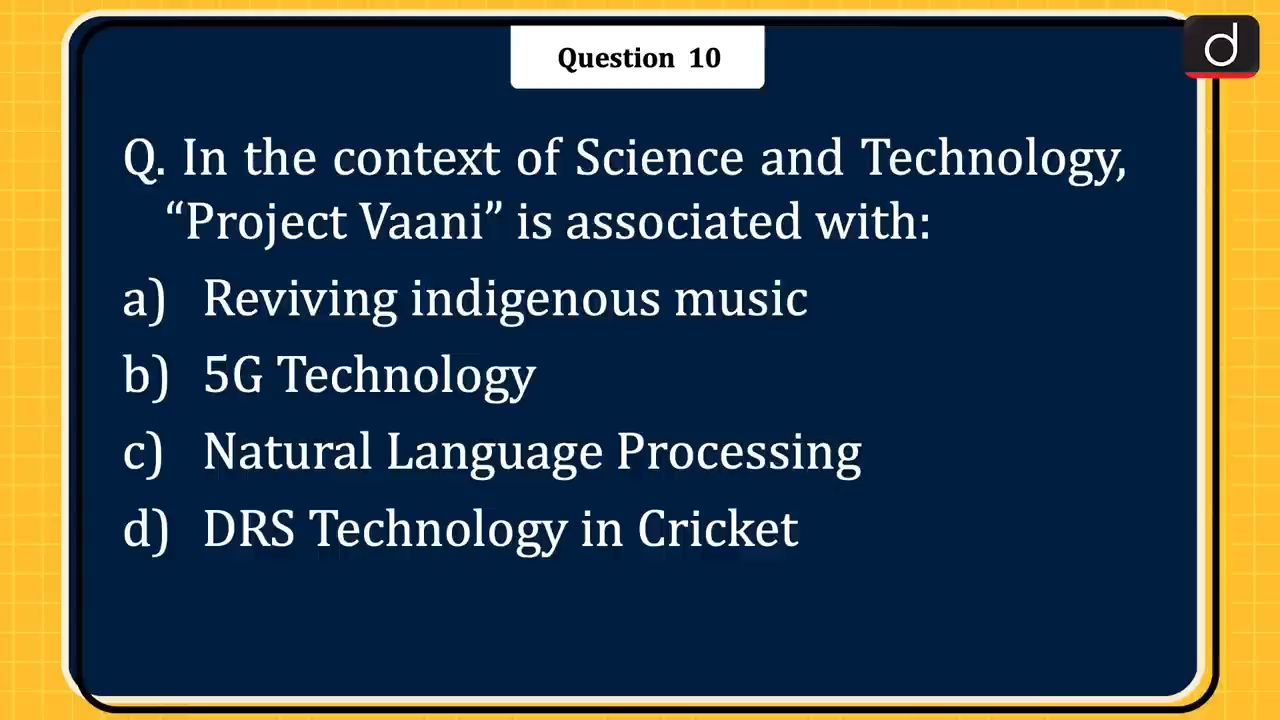 Question 10
d
Q. In the context of Science and Technology,
“Project Vaani” is associated with:
a) Reviving indigenous music
b) 5G Technology
c) Natural Language Processing
d) DRS Technology in Cricket